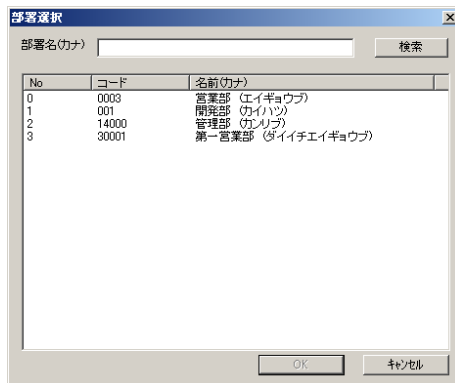 部署選択
部署名(カナ) 検索
No コード 名前(カナ)
0 0003 営業部 (エイギョウブ)
1 001 開発部 (カイハツ)
2 14000 管理部 (カンリブ)
3 30001 第一営業部 (ダイイチエイギョウブ)
OK キャンセル